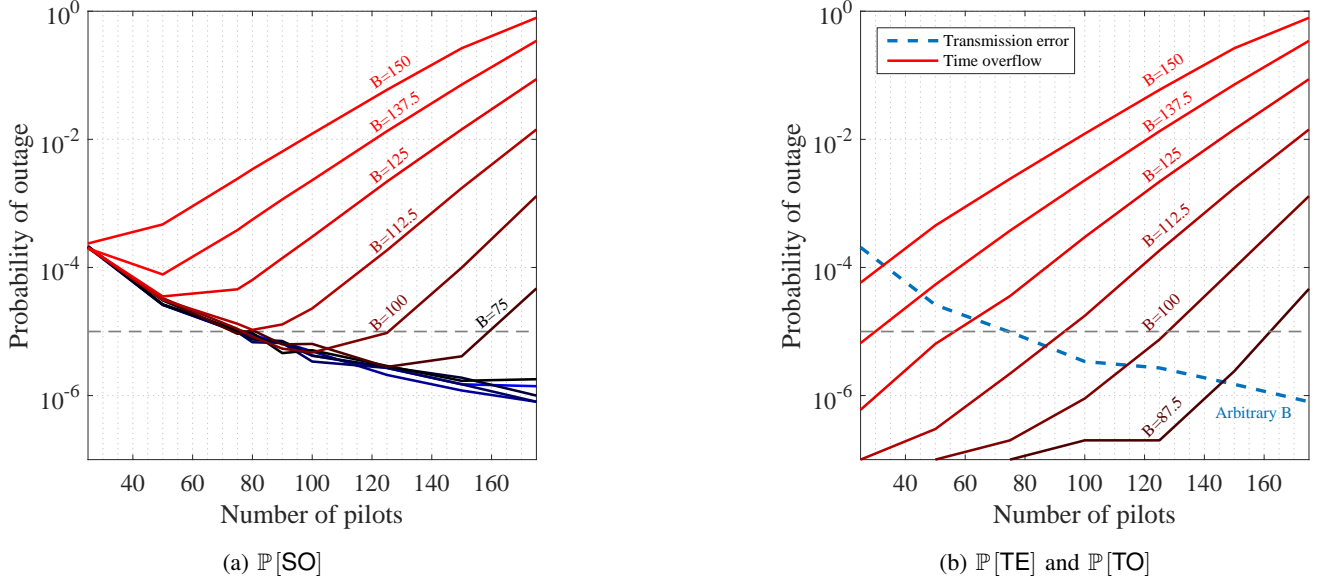 Probability of outage
10^0
10^-2
10^-4
10^-6
B=150
B=137.5
B=125
B=112.5
B=100
B=75
40 60 80 100 120 140 160
Number of pilots
(a) ℙ[SO]
Probability of outage
10^0
10^-2
10^-4
10^-6
Transmission error
Time overflow
B=150
B=137.5
B=125
B=112.5
B=100
B=87.5
Arbitrary B
40 60 80 100 120 140 160
Number of pilots
(b) ℙ[TE] and ℙ[TO]